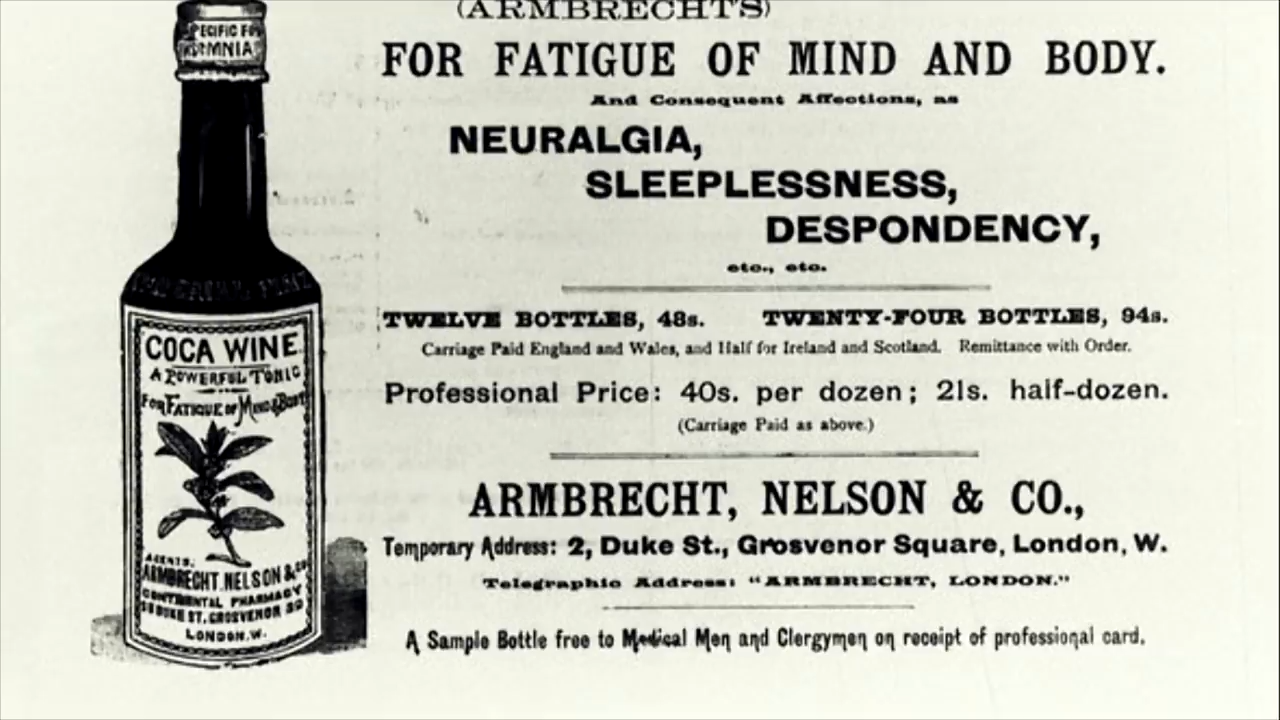 (ARMBRECHT'S)
FOR FATIGUE OF MIND AND BODY.
And Consequent Affections, as
NEURALGIA,
SLEEPLESSNESS,
DESPONDENCY,
etc., etc.
TWELVE BOTTLES, 48s. TWENTY-FOUR BOTTLES, 94s.
Carriage Paid England and Wales, and Half for Ireland and Scotland. Remittance with Order.
Professional Price: 40s. per dozen; 21s. half-dozen.
(Carriage Paid as above.)
ARMBRECHT, NELSON & CO.,
Temporary Address: 2, Duke St., Grosvenor Square, London, W.
Telegraphic Address: "ARMBRECHT, LONDON."
A Sample Bottle free to Medical Men and Clergymen on receipt of professional card.
SPECIFIC FOR
INSOMNIA
COCA WINE
A POWERFUL TONIC
FOR FATIGUE OF MIND & BODY
AGENTS.
ARMBRECHT, NELSON & CO
CONTINENTAL PHARMACY
DUKE ST. GROSVENOR SQ
LONDON. W.